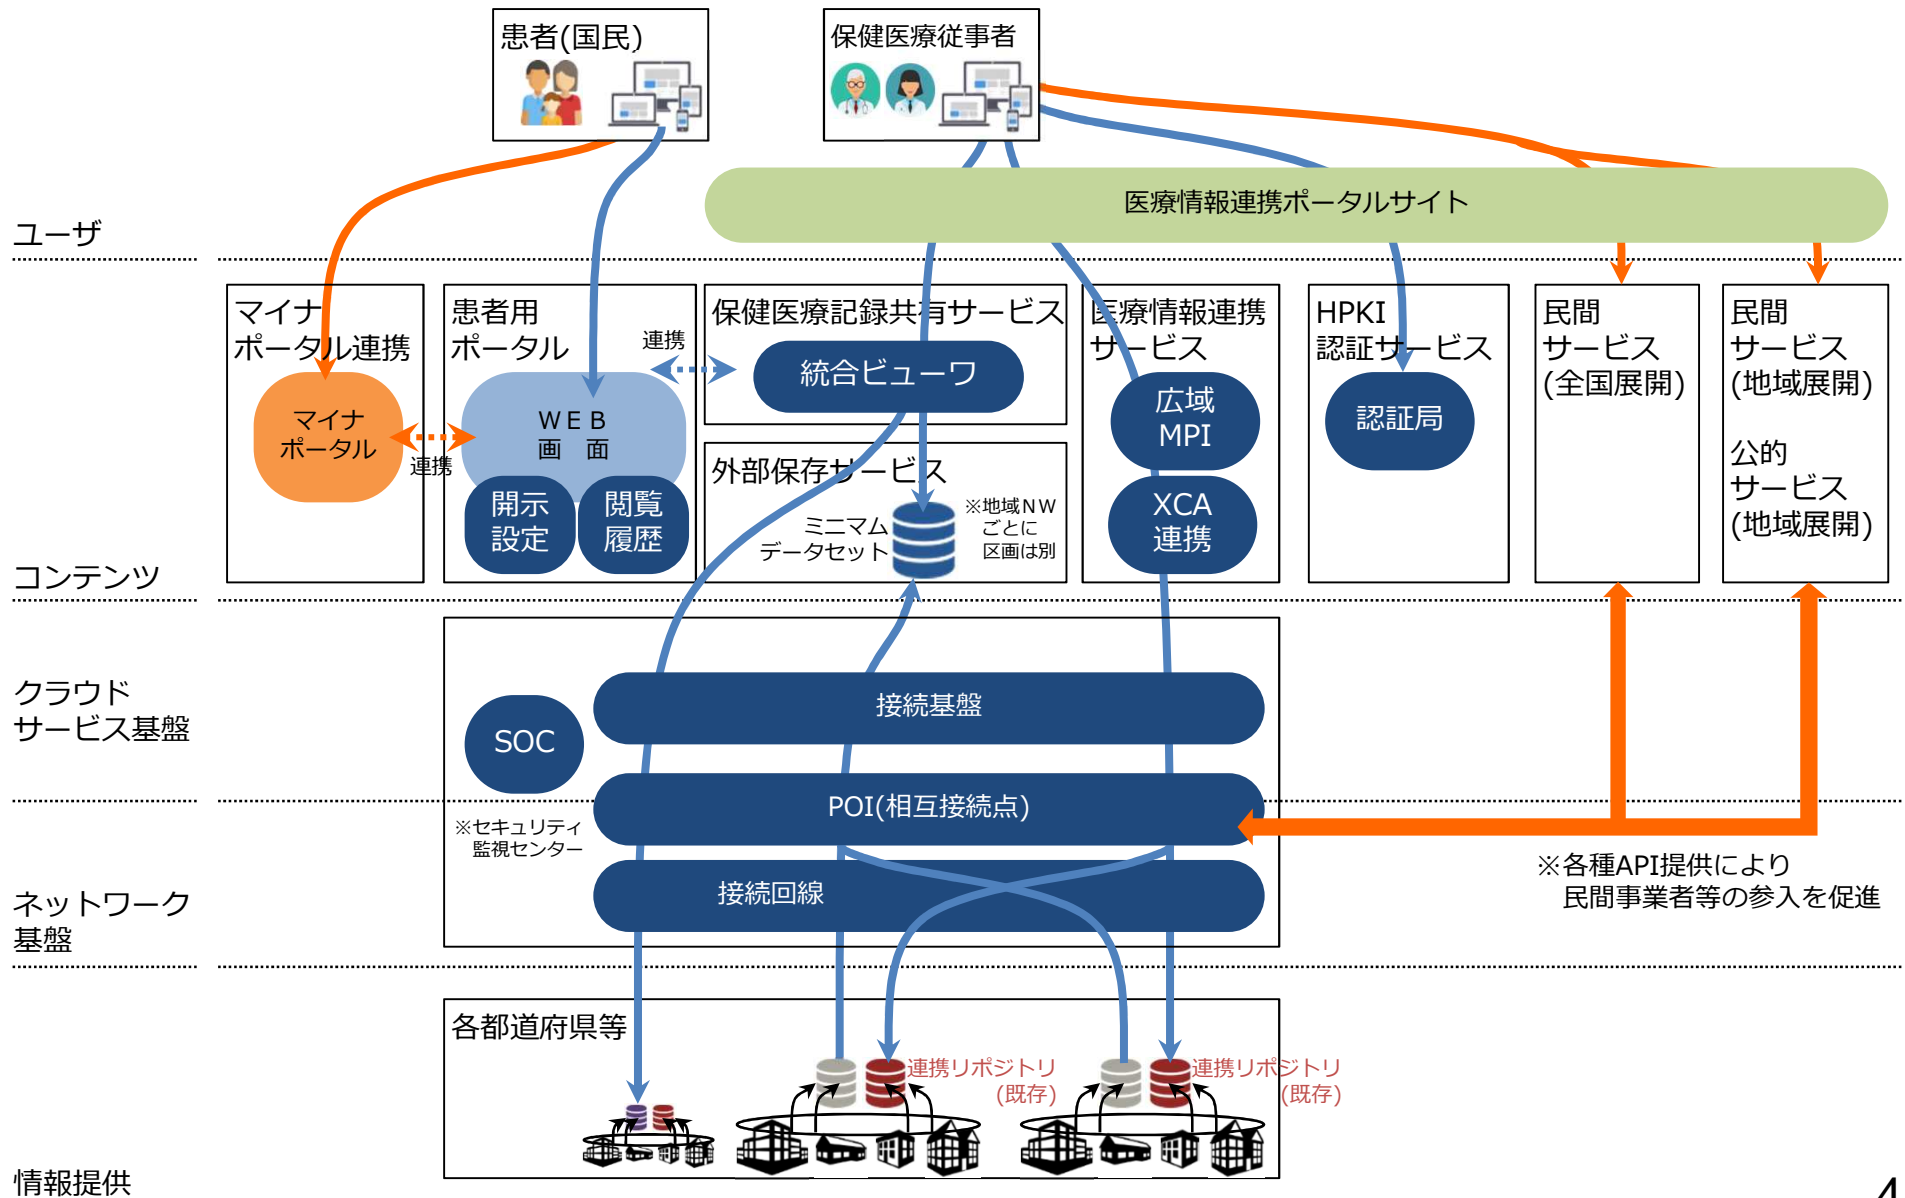 患者(国民)
保健医療従事者
医療情報連携ポータルサイト
ユーザ
マイナ
ポータル連携
マイナ
ポータル
連携
患者用
ポータル
ＷＥＢ
画　面
開示
設定
閲覧
履歴
連携
保健医療記録共有サービス
統合ビューワ
外部保存サービス
ミニマム
データセット
※地域ＮＷ
ごとに
区画は別
医療情報連携
サービス
広域
MPI
XCA
連携
HPKI
認証サービス
認証局
民間
サービス
(全国展開)
民間
サービス
(地域展開)
公的
サービス
(地域展開)
コンテンツ
クラウド
サービス基盤
SOC
接続基盤
POI(相互接続点)
※セキュリティ
監視センター
接続回線
※各種API提供により
民間事業者等の参入を促進
ネットワーク
基盤
各都道府県等
連携リポジトリ
(既存)
連携リポジトリ
(既存)
情報提供
4